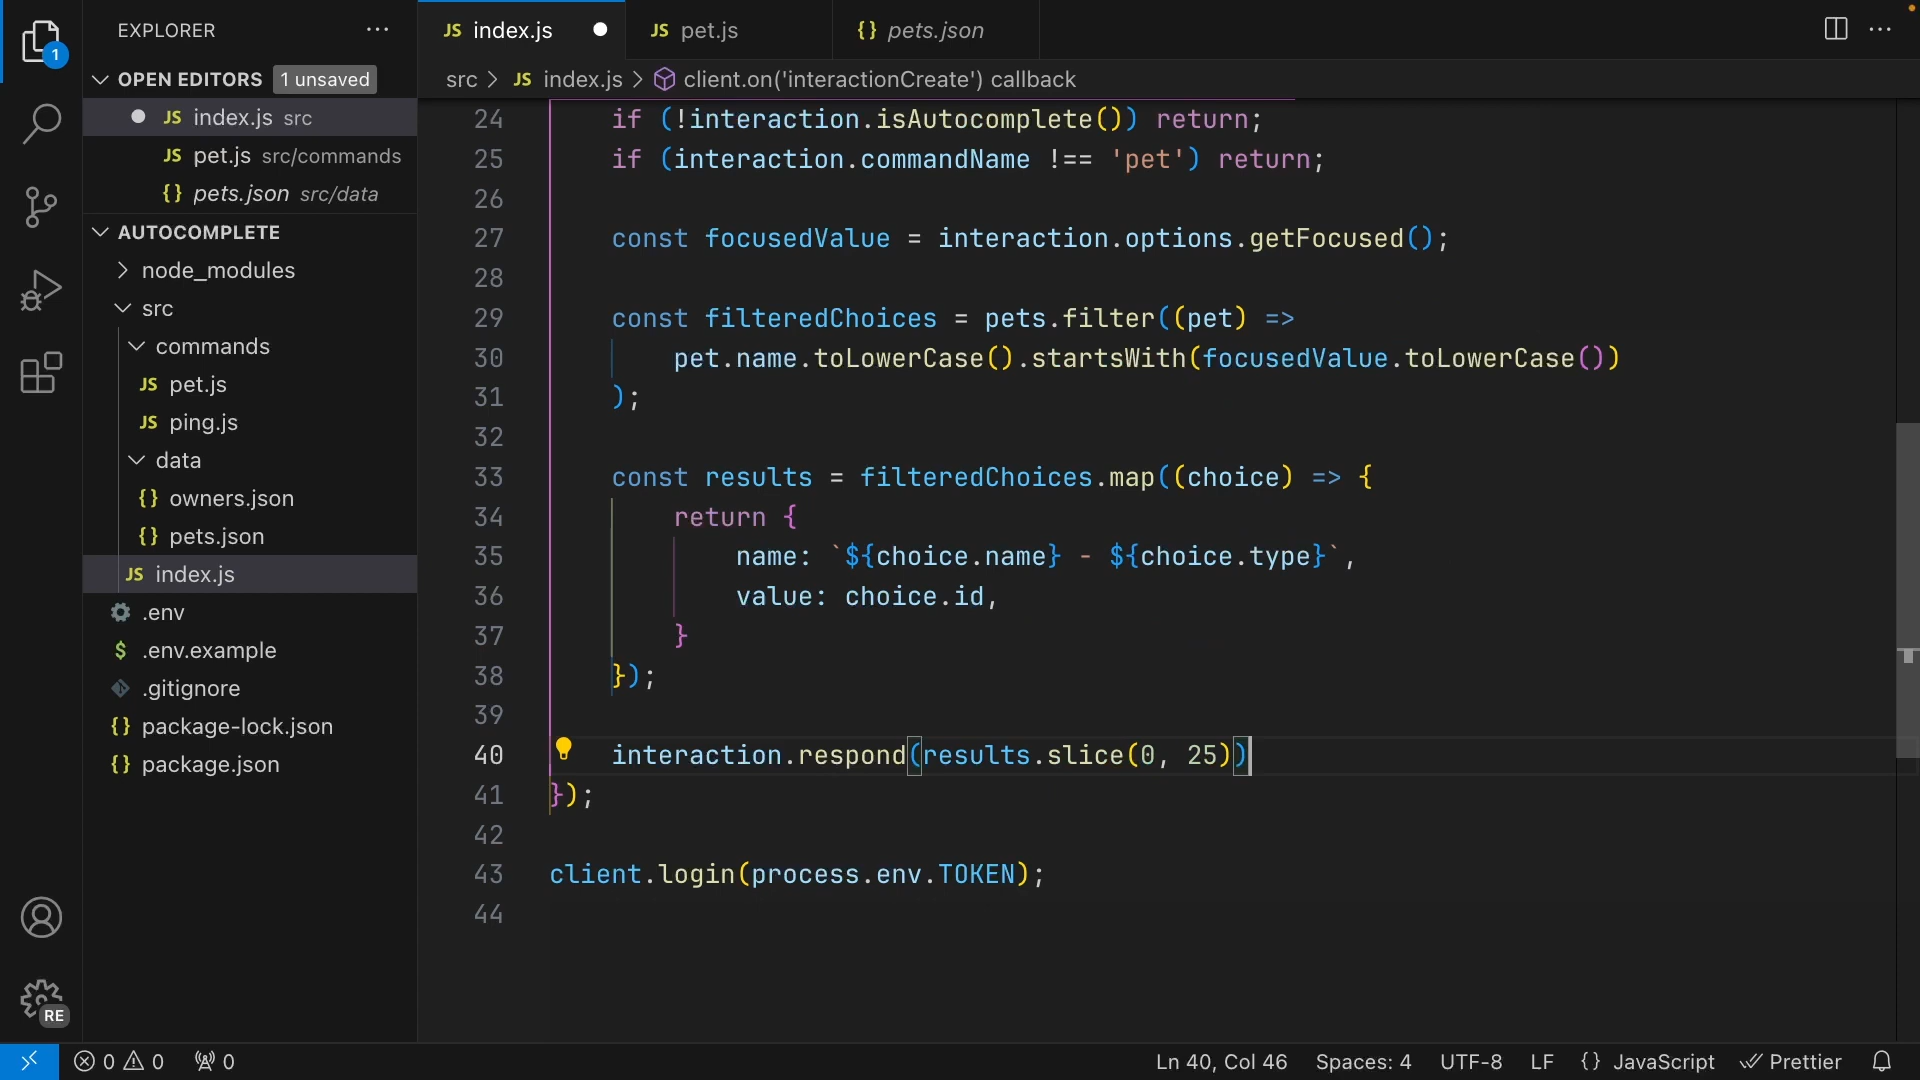 EXPLORER
1
OPEN EDITORS 1 unsaved
JS index.js src
JS pet.js src/commands
{} pets.json src/data
AUTOCOMPLETE
node_modules
src
commands
JS pet.js
JS ping.js
data
{} owners.json
{} pets.json
JS index.js
.env
$ .env.example
.gitignore
{} package-lock.json
{} package.json
RE
JS index.js
JS pet.js
{} pets.json
src > JS index.js > client.on('interactionCreate') callback
24 if (!interaction.isAutocomplete()) return;
25 if (interaction.commandName !== 'pet') return;
26
27 const focusedValue = interaction.options.getFocused();
28
29 const filteredChoices = pets.filter((pet) =>
30 pet.name.toLowerCase().startsWith(focusedValue.toLowerCase())
31 );
32
33 const results = filteredChoices.map((choice) => {
34 return {
35 name: `${choice.name} - ${choice.type}`,
36 value: choice.id,
37 }
38 });
39
40 interaction.respond(results.slice(0, 25))
41 });
42
43 client.login(process.env.TOKEN);
44
0 0 0 Ln 40, Col 46 Spaces: 4 UTF-8 LF {} JavaScript Prettier